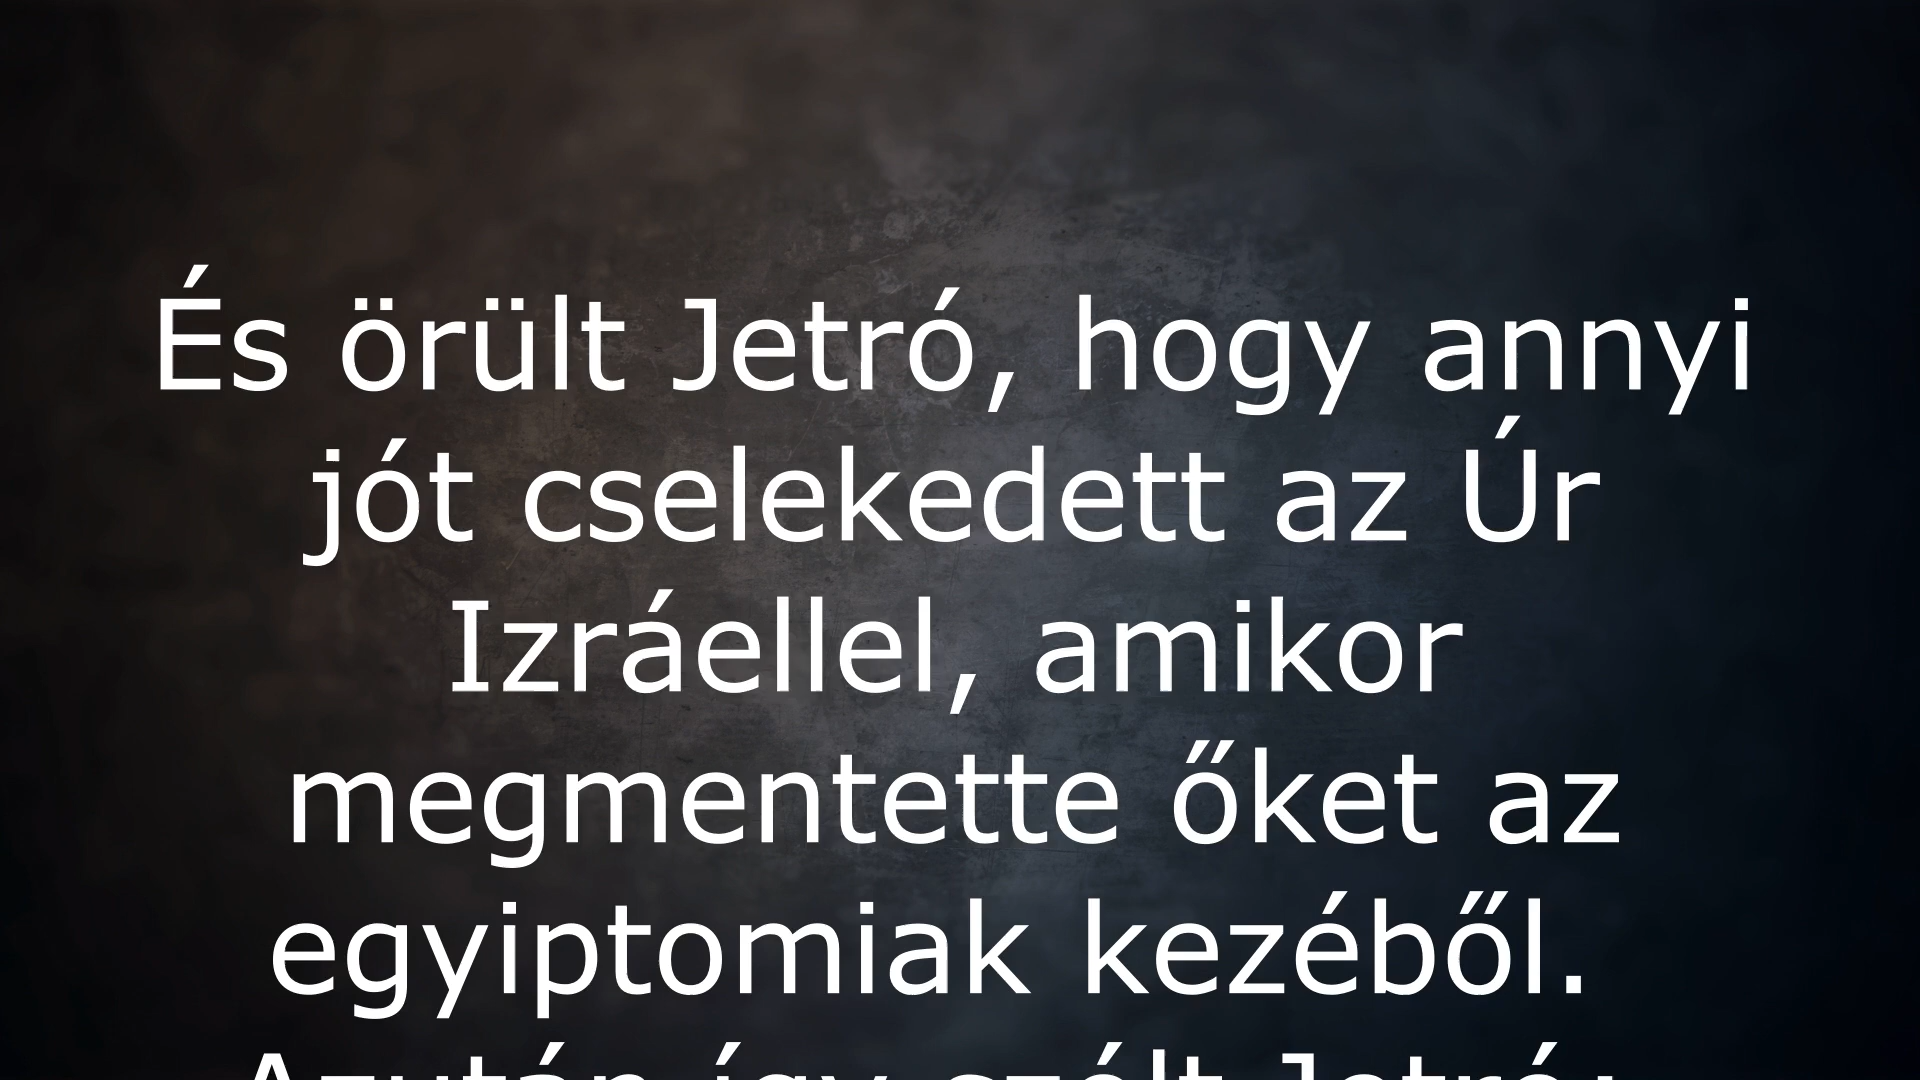 És örült Jetró, hogy annyi
jót cselekedett az Úr
Izráellel, amikor
megmentette őket az
egyiptomiak kezéből.
Azután így szólt Jetró: